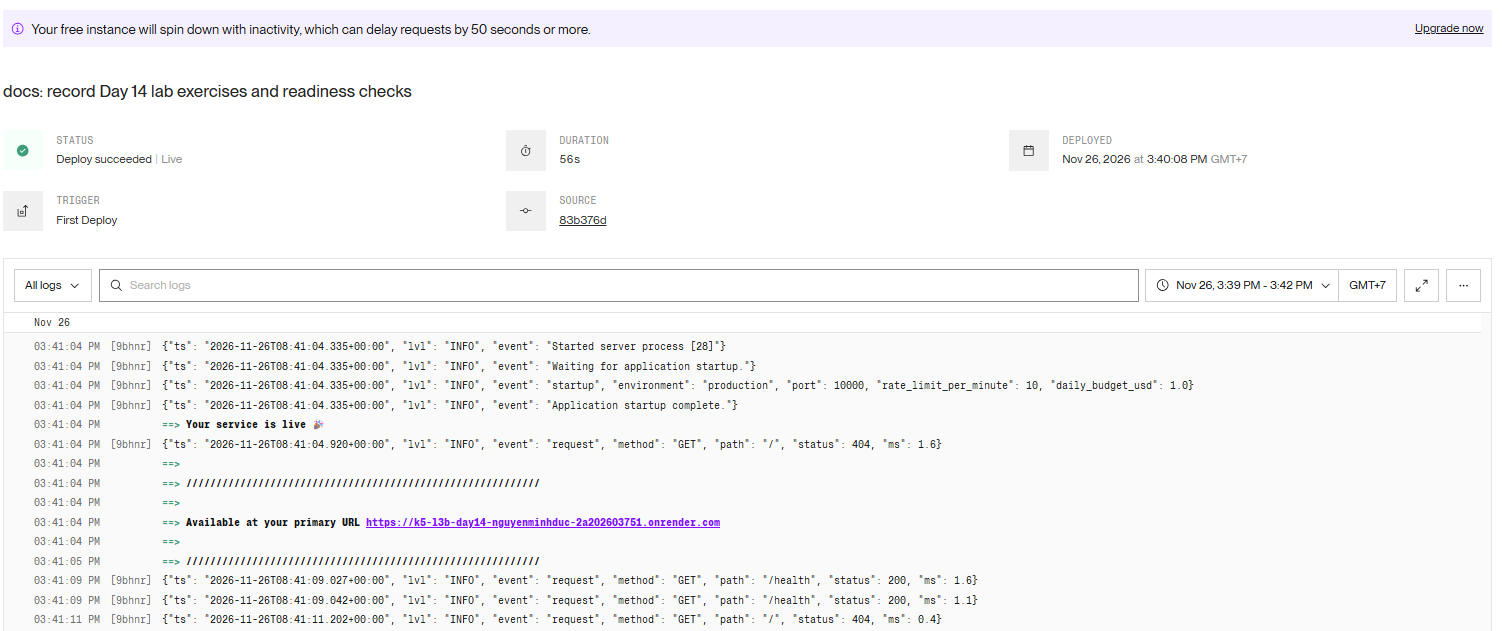 Your free instance will spin down with inactivity, which can delay requests by 50 seconds or more. Upgrade now
docs: record Day 14 lab exercises and readiness checks
STATUS DURATION DEPLOYED
Deploy succeeded | Live 56s Nov 26, 2026 at 3:40:08 PM GMT+7
TRIGGER SOURCE
First Deploy 83b376d
All logs Search logs Nov 26, 3:39 PM - 3:42 PM GMT+7 ...
Nov 26
03:41:04 PM [9bhnr] {"ts": "2026-11-26T08:41:04.335+00:00", "lvl": "INFO", "event": "Started server process [28]"}
03:41:04 PM [9bhnr] {"ts": "2026-11-26T08:41:04.335+00:00", "lvl": "INFO", "event": "Waiting for application startup."}
03:41:04 PM [9bhnr] {"ts": "2026-11-26T08:41:04.335+00:00", "lvl": "INFO", "event": "startup", "environment": "production", "port": 10000, "rate_limit_per_minute": 10, "daily_budget_usd": 1.0}
03:41:04 PM [9bhnr] {"ts": "2026-11-26T08:41:04.335+00:00", "lvl": "INFO", "event": "Application startup complete."}
03:41:04 PM ==> Your service is live 🎉
03:41:04 PM [9bhnr] {"ts": "2026-11-26T08:41:04.920+00:00", "lvl": "INFO", "event": "request", "method": "GET", "path": "/", "status": 404, "ms": 1.6}
03:41:04 PM ==>
03:41:04 PM ==> ///////////////////////////////////////////////////////////
03:41:04 PM ==>
03:41:04 PM ==> Available at your primary URL https://k5-l3b-day14-nguyenminhduc-2a202603751.onrender.com
03:41:04 PM ==>
03:41:05 PM ==> ///////////////////////////////////////////////////////////
03:41:09 PM [9bhnr] {"ts": "2026-11-26T08:41:09.027+00:00", "lvl": "INFO", "event": "request", "method": "GET", "path": "/health", "status": 200, "ms": 1.6}
03:41:09 PM [9bhnr] {"ts": "2026-11-26T08:41:09.042+00:00", "lvl": "INFO", "event": "request", "method": "GET", "path": "/health", "status": 200, "ms": 1.1}
03:41:11 PM [9bhnr] {"ts": "2026-11-26T08:41:11.202+00:00", "lvl": "INFO", "event": "request", "method": "GET", "path": "/", "status": 404, "ms": 0.4}